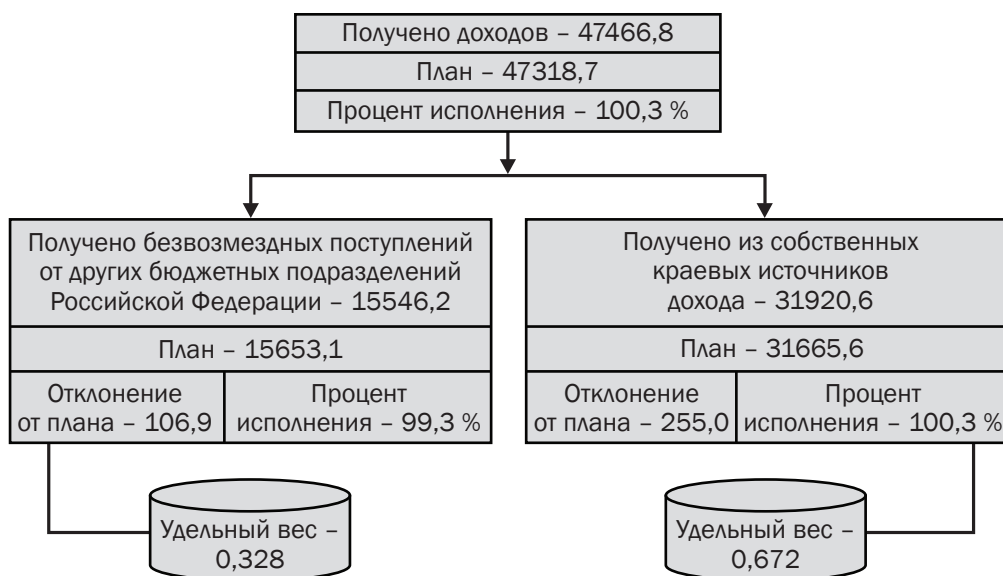 Получено доходов – 47466,8
План – 47318,7
Процент исполнения – 100,3 %
Получено безвозмездных поступлений
от других бюджетных подразделений
Российской Федерации – 15546,2
План – 15653,1
Отклонение
от плана – 106,9
Процент
исполнения – 99,3 %
Удельный вес –
0,328
Получено из собственных
краевых источников
дохода – 31920,6
План – 31665,6
Отклонение
от плана – 255,0
Процент
исполнения – 100,3 %
Удельный вес –
0,672